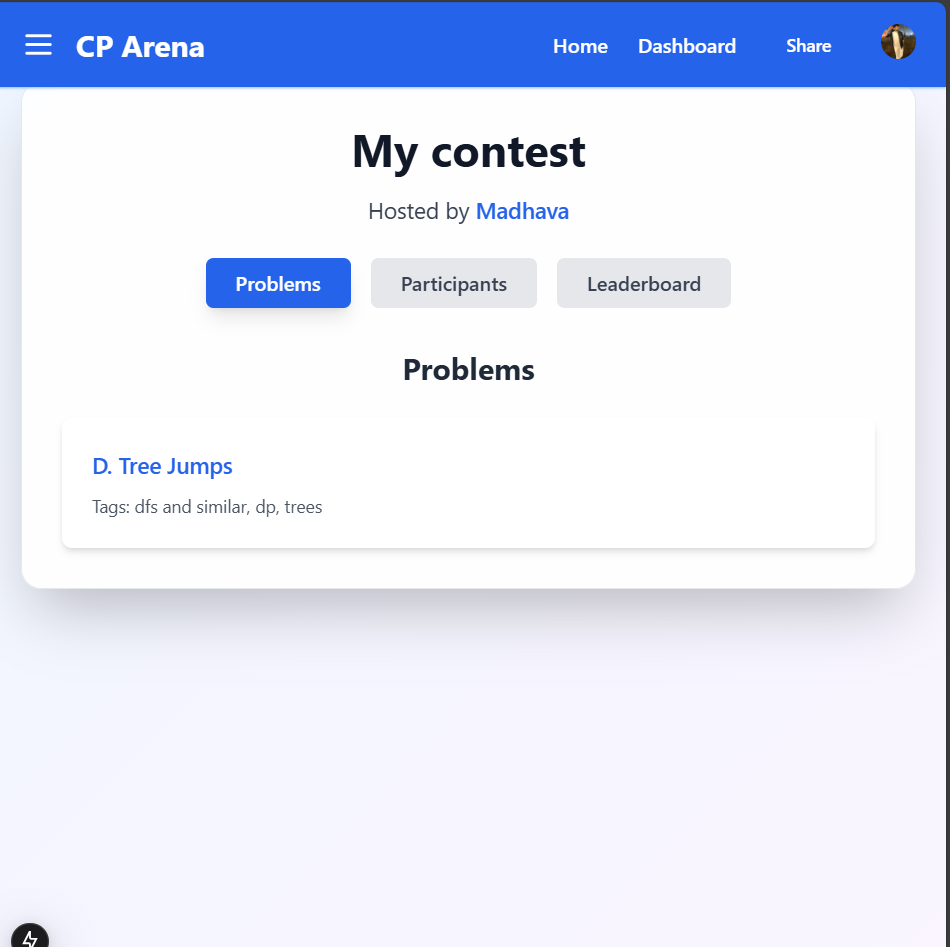 CP Arena Home Dashboard Share
My contest
Hosted by Madhava
Problems Participants Leaderboard
Problems
D. Tree Jumps
Tags: dfs and similar, dp, trees